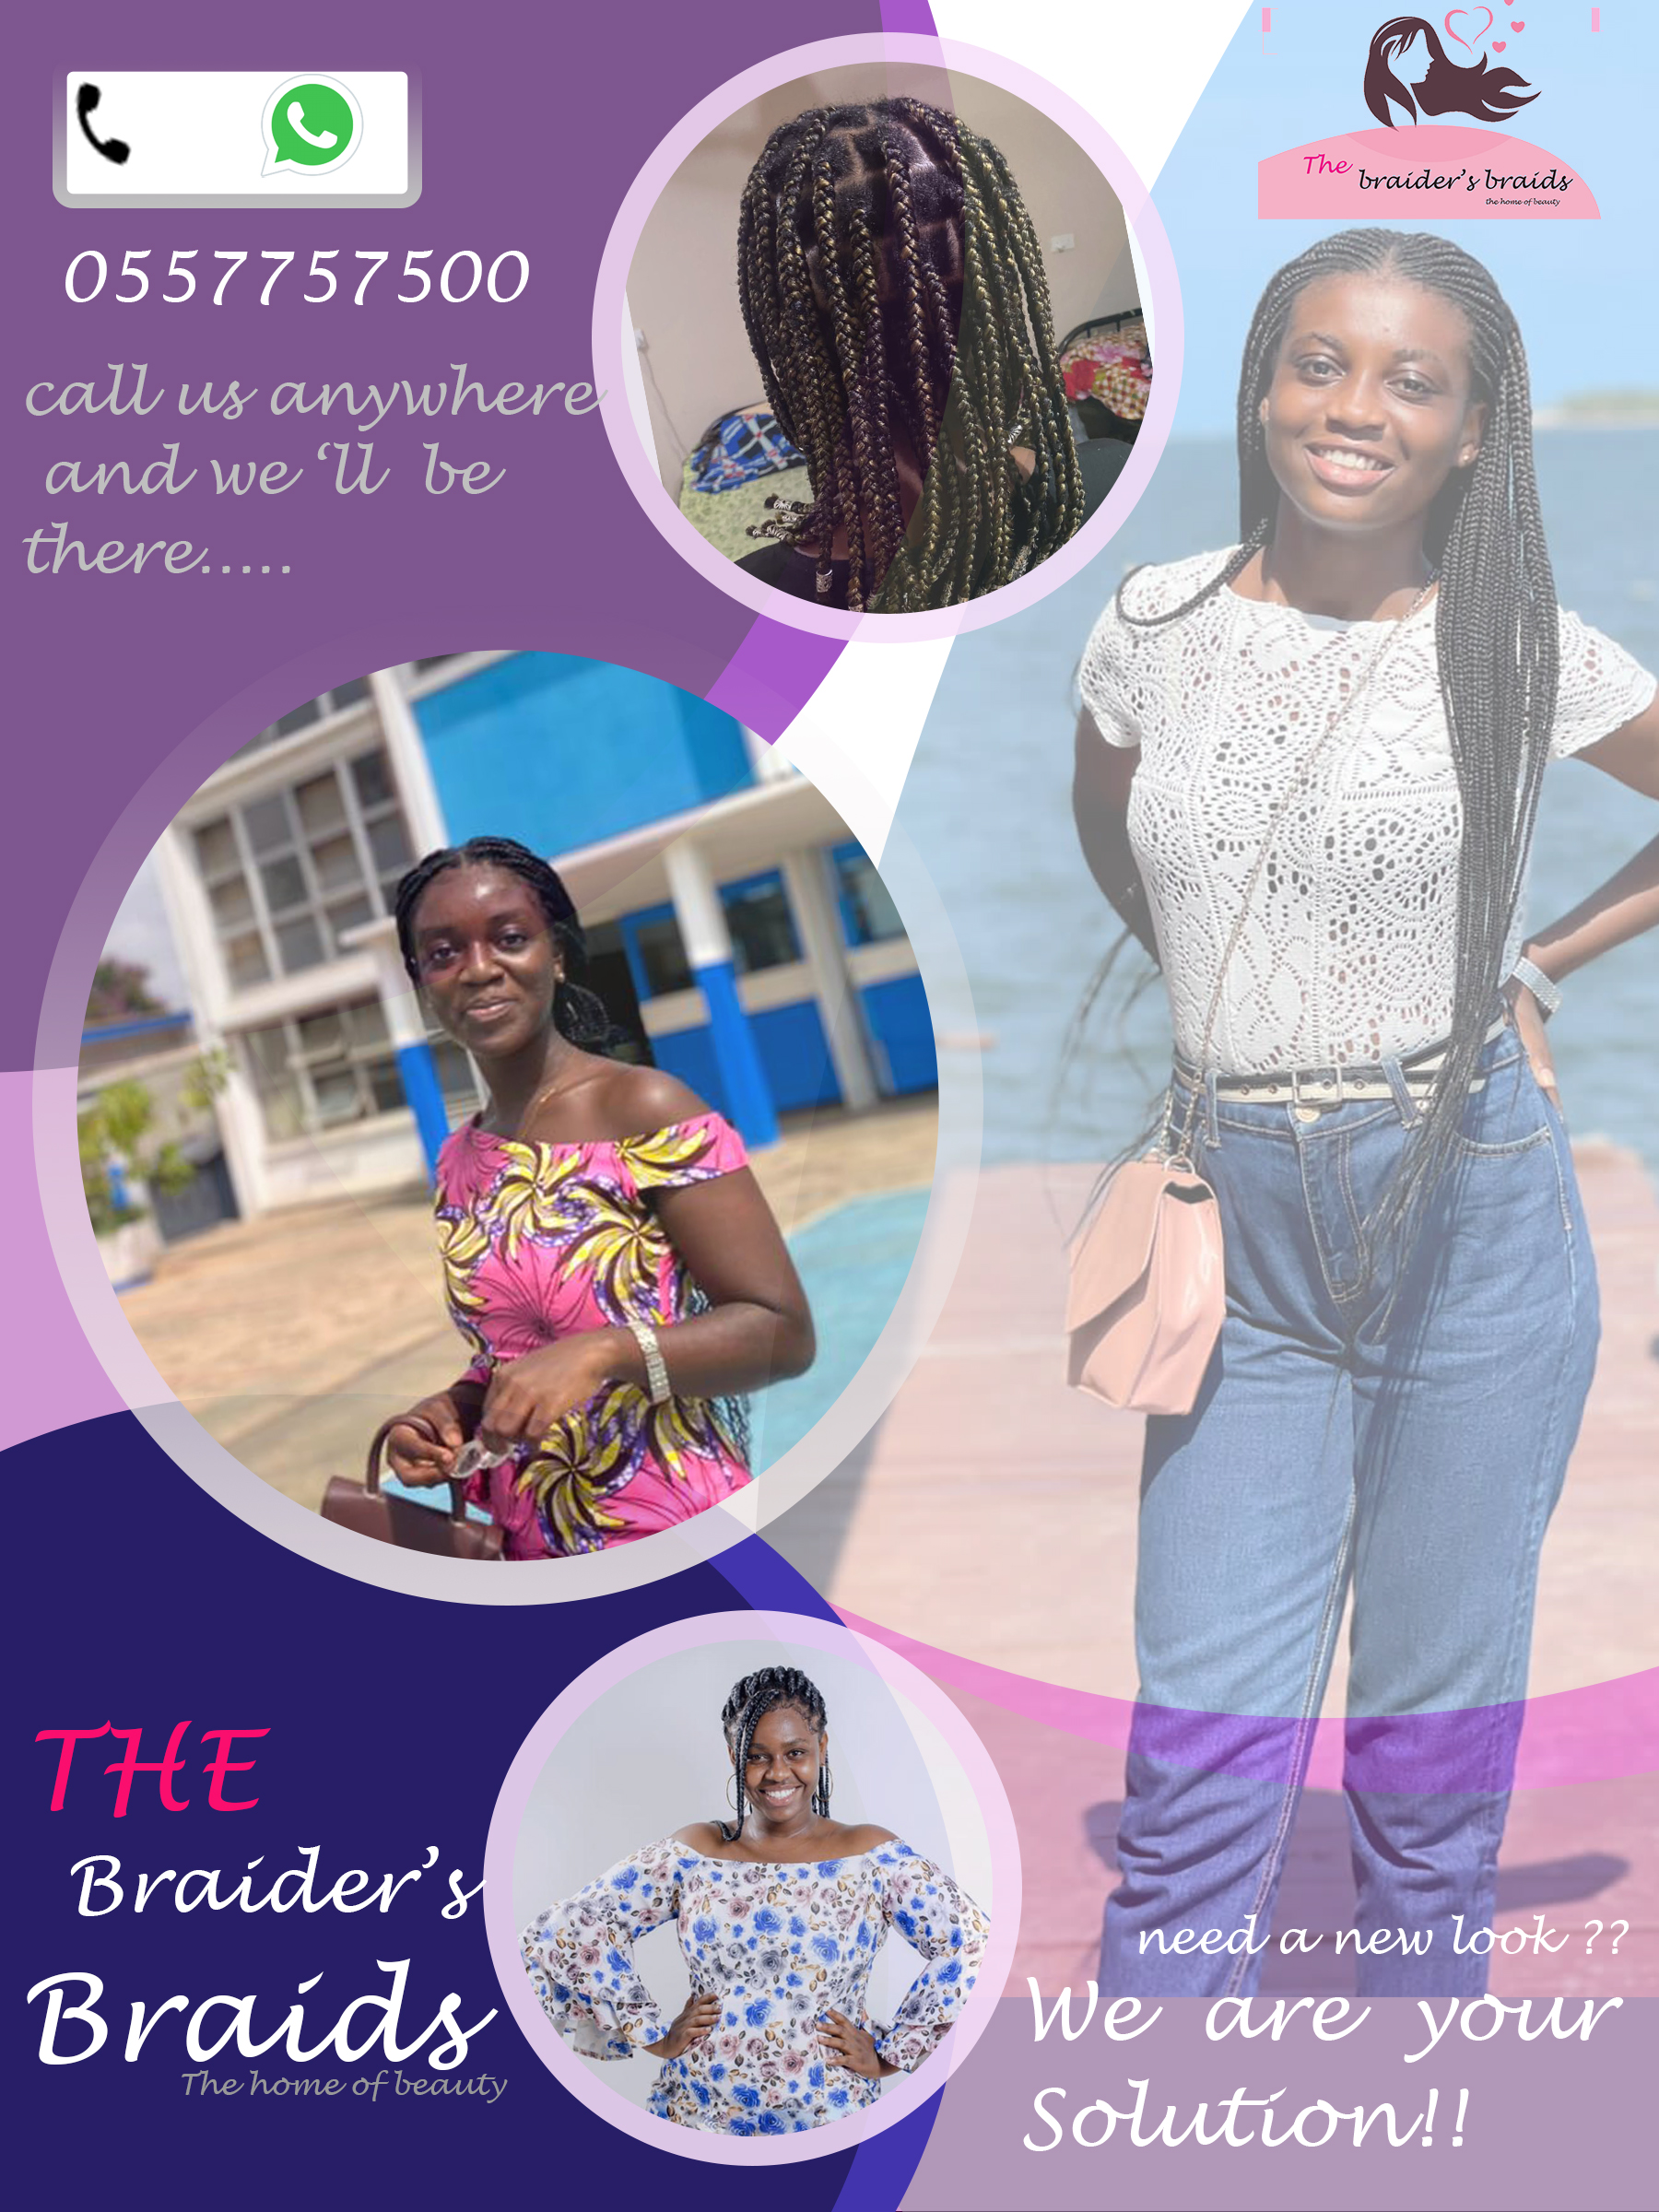 The
braider's braids
the home of beauty
0557757500
call us anywhere
and we ‘ll be
there.....
THE
Braider’s
Braids
The home of beauty
need a new look ??
We are your
Solution!!